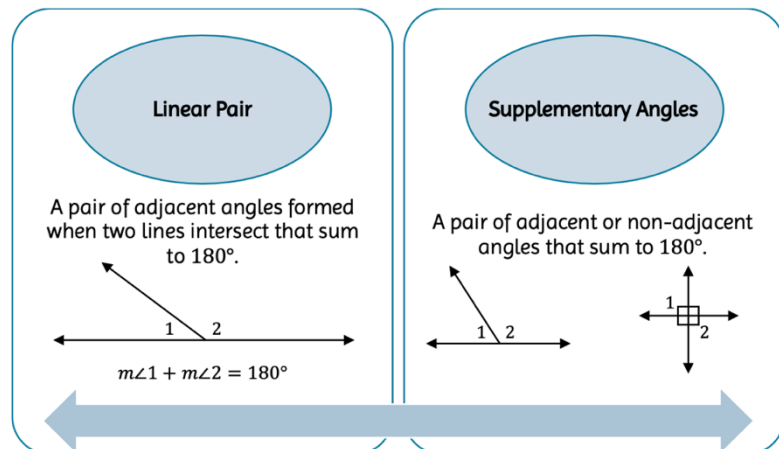 Linear Pair
A pair of adjacent angles formed
when two lines intersect that sum
to 180°.
1 2
m∠1 + m∠2 = 180°
Supplementary Angles
A pair of adjacent or non-adjacent
angles that sum to 180°.
1 2
1
2